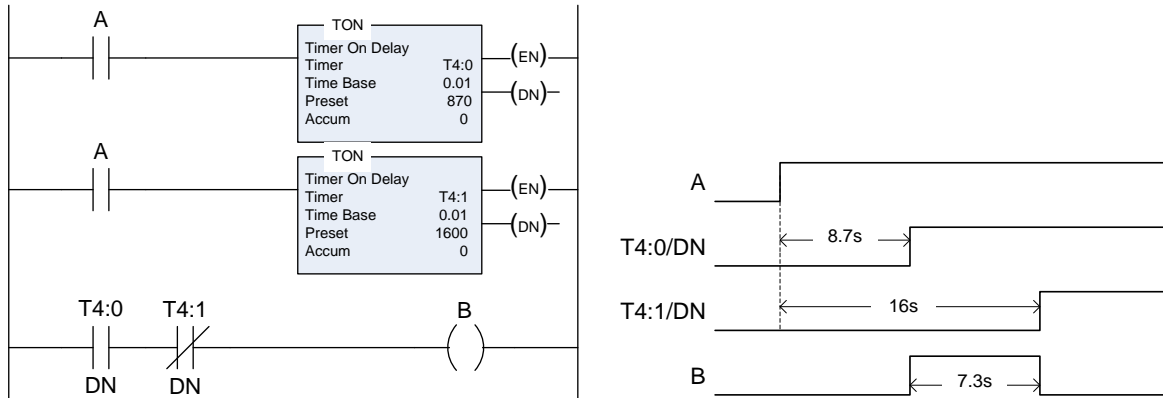 A
TON
Timer On Delay
Timer T4:0
Time Base 0.01
Preset 870
Accum 0
(EN)
(DN)
A
TON
Timer On Delay
Timer T4:1
Time Base 0.01
Preset 1600
Accum 0
(EN)
(DN)
T4:0 T4:1 B
DN DN
A
8.7s
T4:0/DN
T4:1/DN 16s
B 7.3s